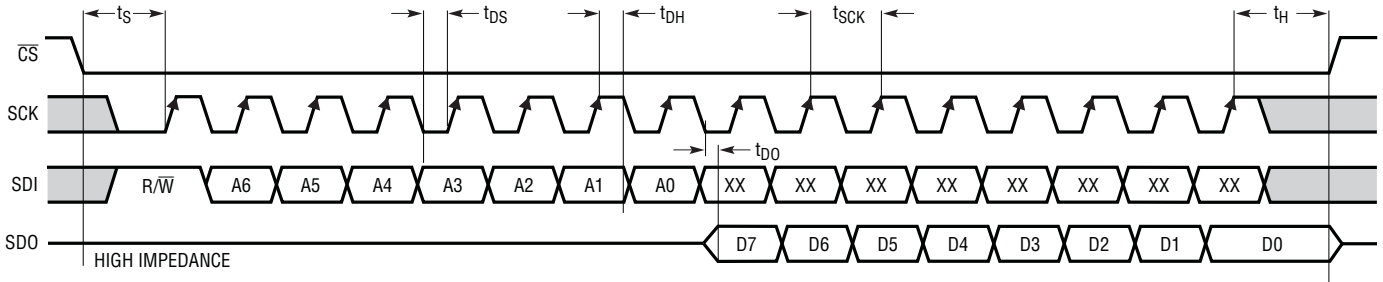 tS tDS tDH tSCK tH
C̅S̅
SCK
tDO
SDI R/W̅ A6 A5 A4 A3 A2 A1 A0 XX XX XX XX XX XX XX XX
SDO D7 D6 D5 D4 D3 D2 D1 D0
HIGH IMPEDANCE